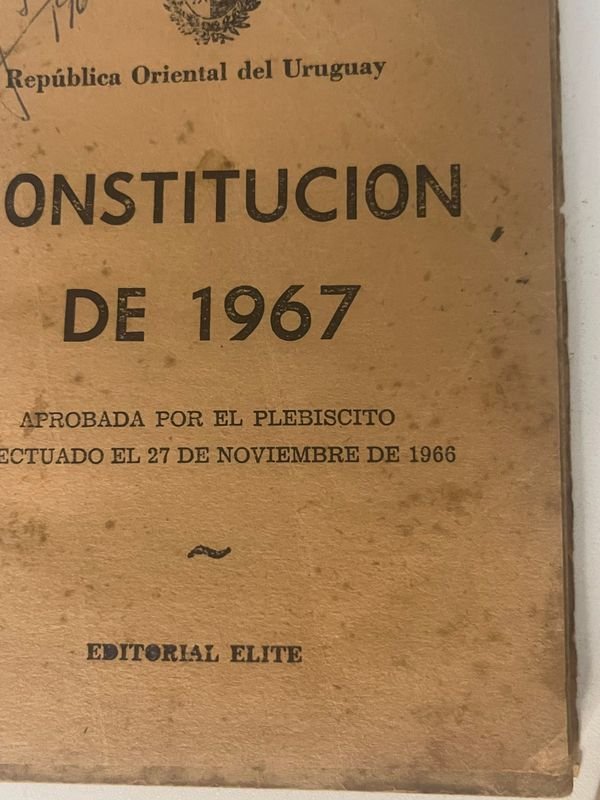 República Oriental del Uruguay
ONSTITUCION
DE 1967
APROBADA POR EL PLEBISCITO
ECTUADO EL 27 DE NOVIEMBRE DE 1966
EDITORIAL ELITE